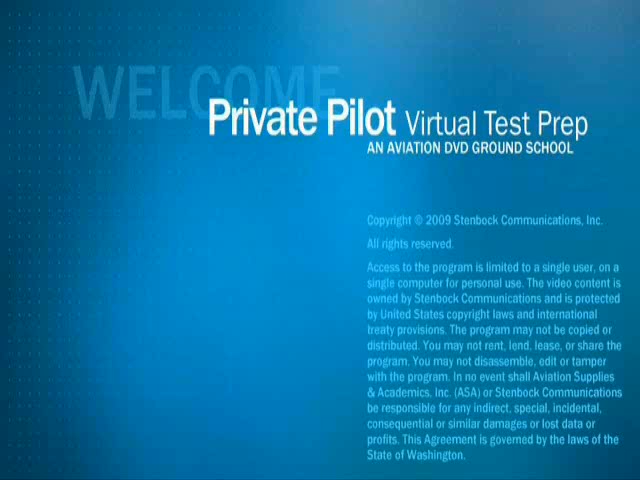 WELCOME
Private Pilot Virtual Test Prep
AN AVIATION DVD GROUND SCHOOL
Copyright © 2009 Stenbock Communications, Inc.
All rights reserved.
Access to the program is limited to a single user, on a
single computer for personal use. The video content is
owned by Stenbock Communications and is protected
by United States copyright laws and international
treaty provisions. The program may not be copied or
distributed. You may not rent, lend, lease, or share the
program. You may not disassemble, edit or tamper
with the program. In no event shall Aviation Supplies
& Academics, Inc. (ASA) or Stenbock Communications
be responsible for any indirect, special, incidental,
consequential or similar damages or lost data or
profits. This Agreement is governed by the laws of the
State of Washington.